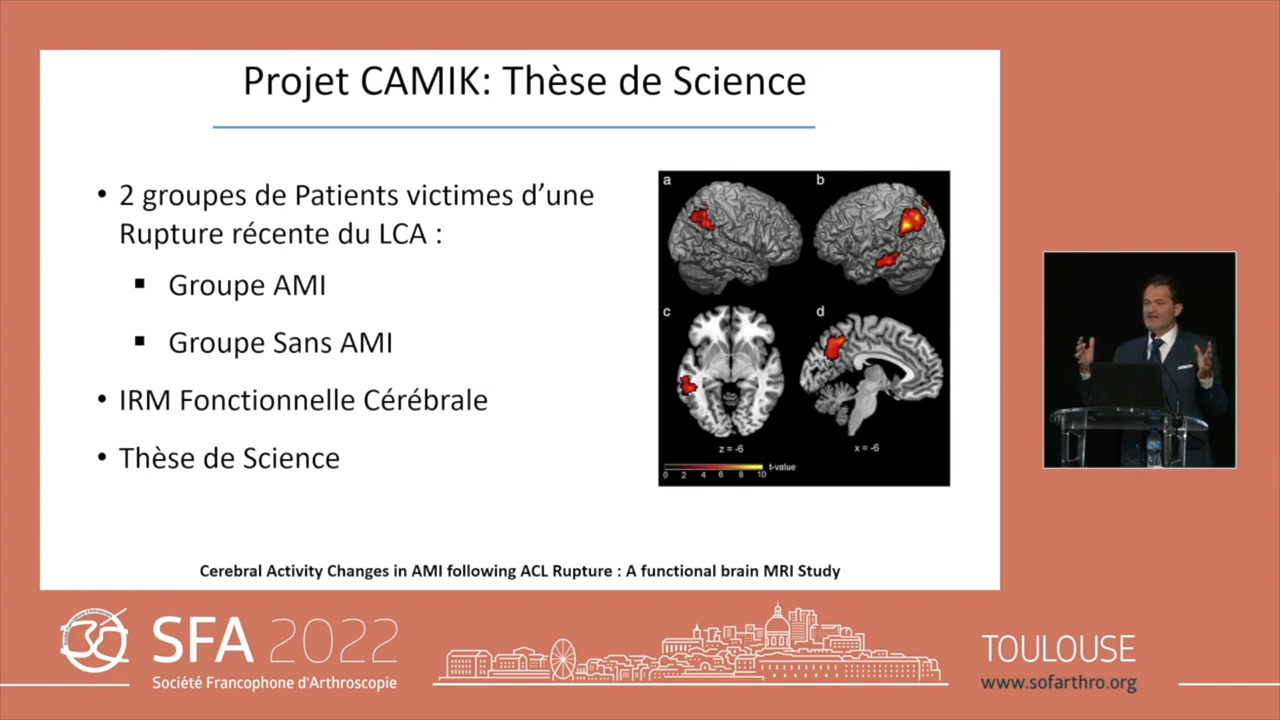 Projet CAMIK: Thèse de Science
• 2 groupes de Patients victimes d’une
Rupture récente du LCA :
▪ Groupe AMI
▪ Groupe Sans AMI
• IRM Fonctionnelle Cérébrale
• Thèse de Science
a
b
c
d
z = -6
x = -6
t-value
0 2 4 6 8 10
Cerebral Activity Changes in AMI following ACL Rupture : A functional brain MRI Study
30
SFA 2022
Société Francophone d'Arthroscopie
TOULOUSE
www.sofarthro.org